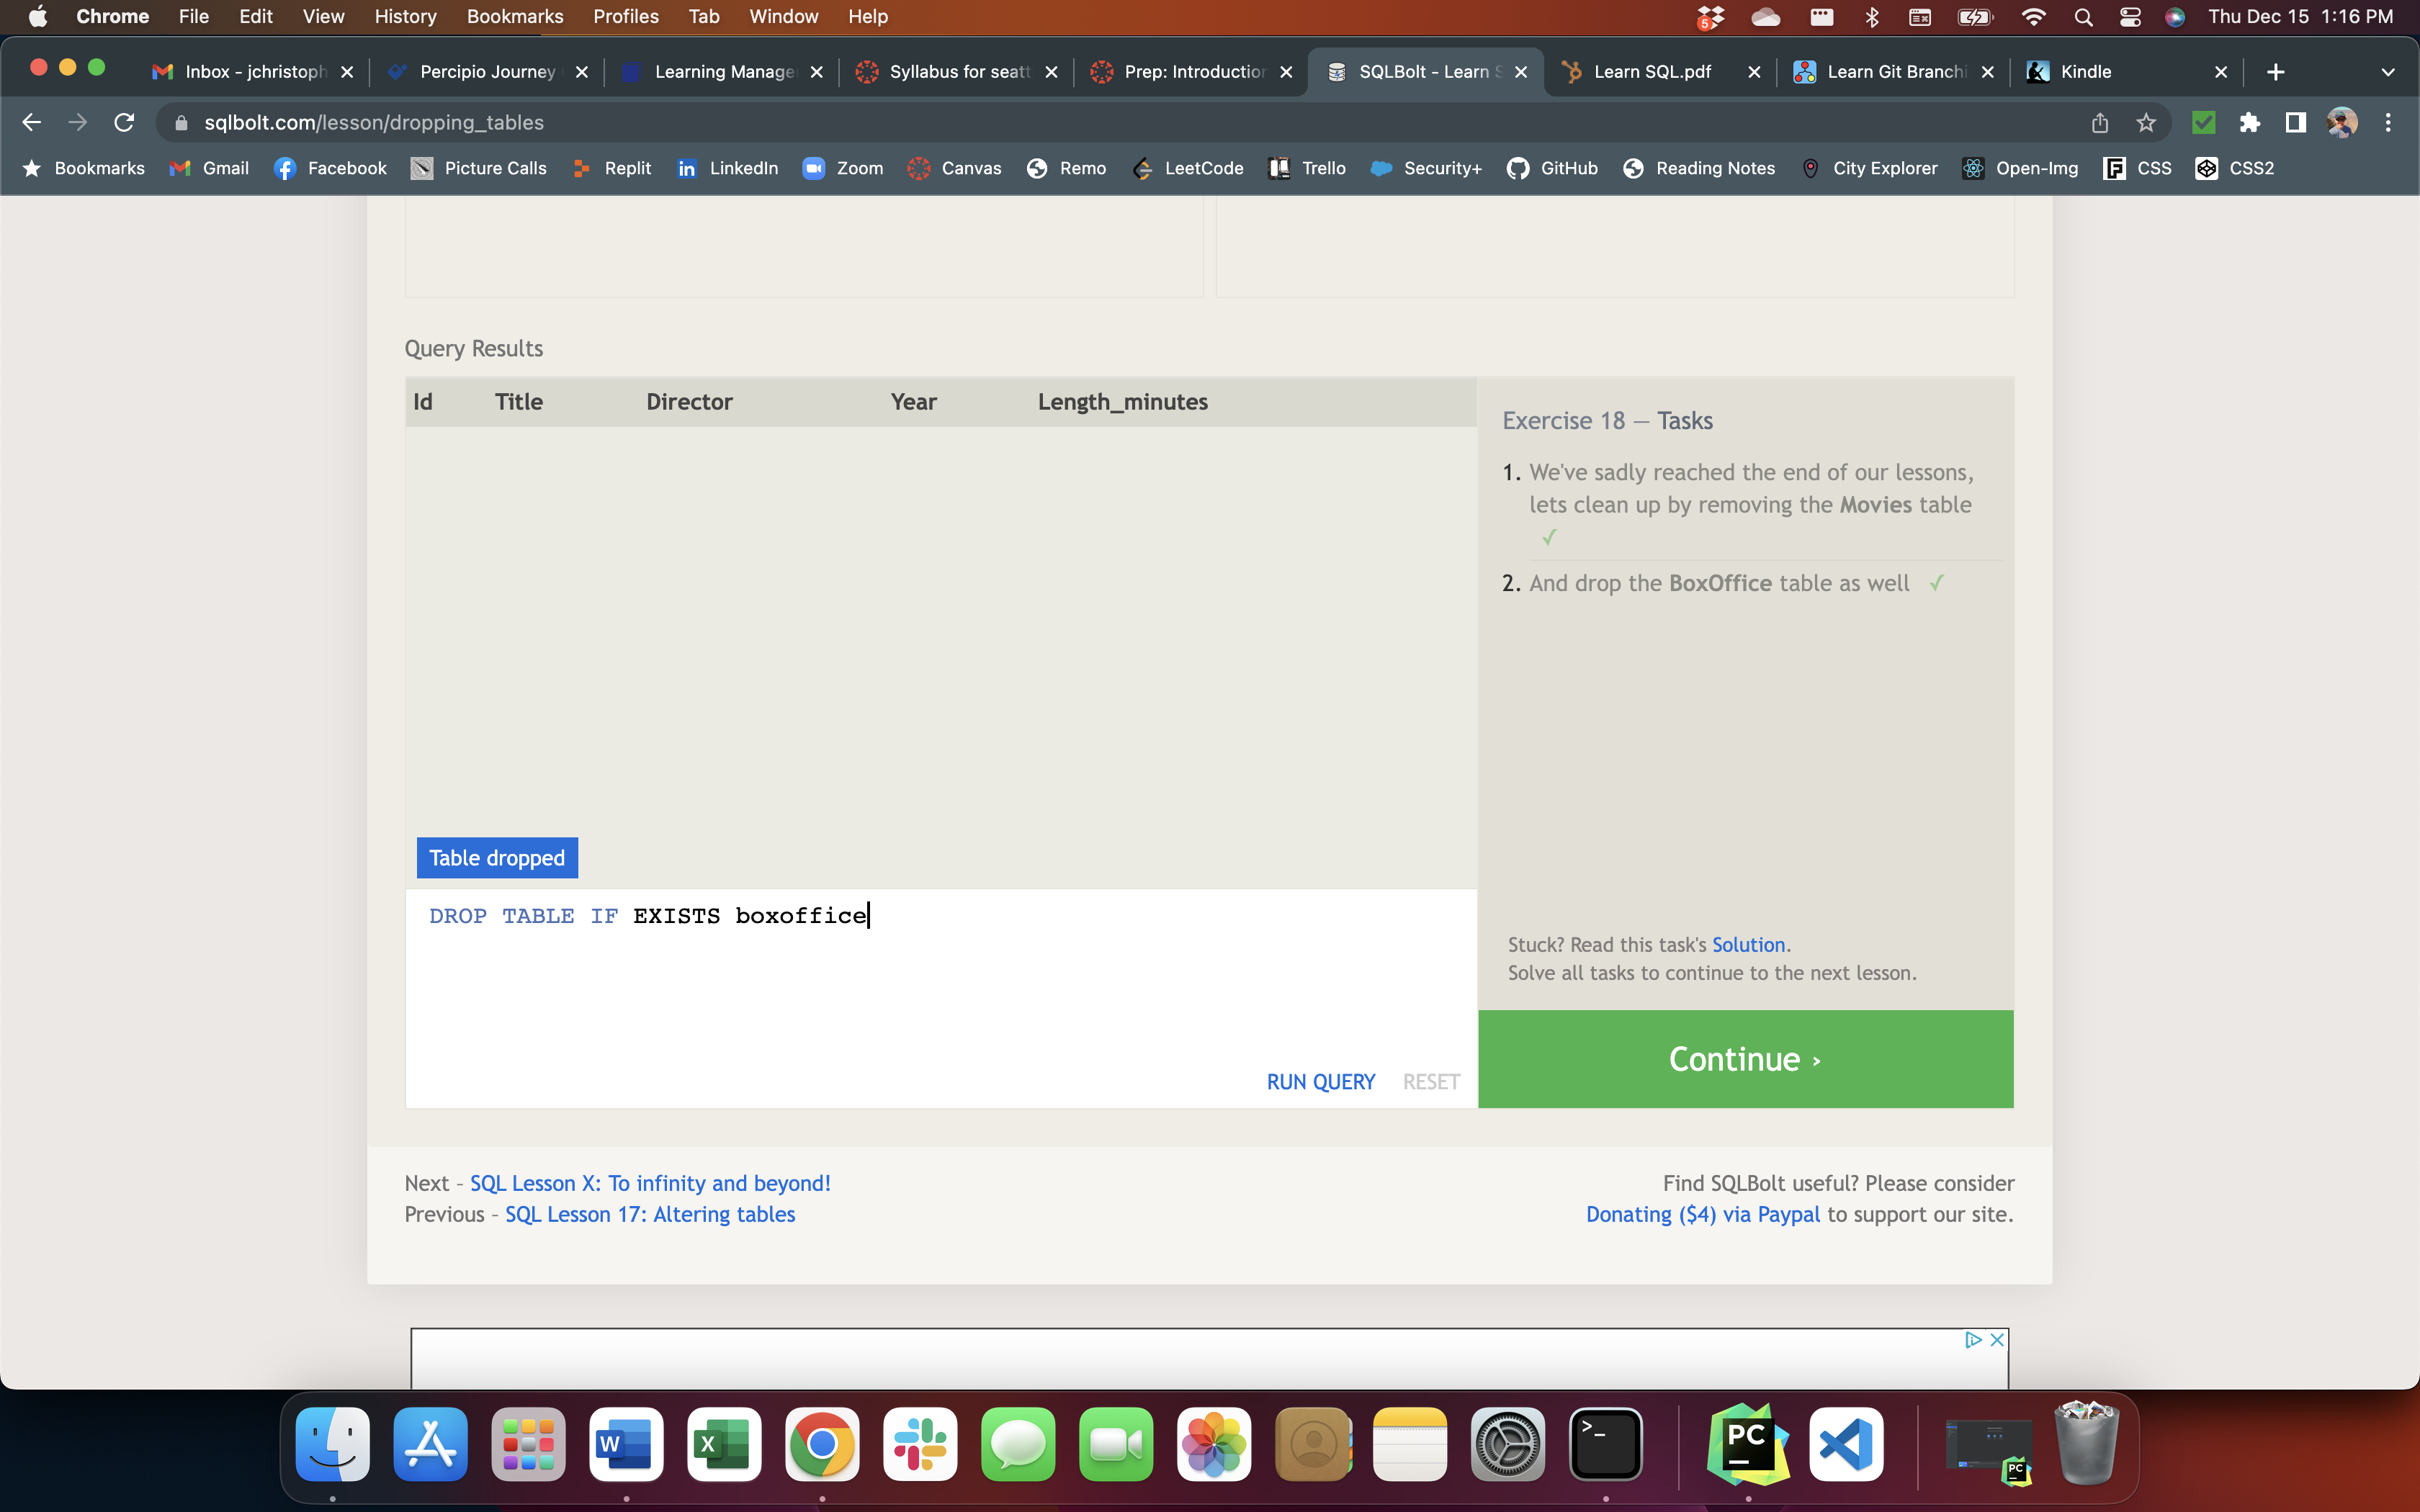 Chrome File Edit View History Bookmarks Profiles Tab Window Help 5 Thu Dec 15 1:16 PM
Inbox - jchristoph Percipio Journey Learning Manage Syllabus for seatt Prep: Introduction SQLBolt - Learn S Learn SQL.pdf Learn Git Branchi Kindle
sqlbolt.com/lesson/dropping_tables
Bookmarks Gmail Facebook Picture Calls Replit LinkedIn Zoom Canvas Remo LeetCode Trello Security+ GitHub Reading Notes City Explorer Open-Img CSS CSS2
Query Results
Id Title Director Year Length_minutes
Table dropped
DROP TABLE IF EXISTS boxoffice
RUN QUERY RESET
Exercise 18 — Tasks
1. We've sadly reached the end of our lessons,
lets clean up by removing the Movies table
✓
2. And drop the BoxOffice table as well ✓
Stuck? Read this task's Solution.
Solve all tasks to continue to the next lesson.
Continue ›
Next – SQL Lesson X: To infinity and beyond!
Previous – SQL Lesson 17: Altering tables
Find SQLBolt useful? Please consider
Donating ($4) via Paypal to support our site.
W X PC PC